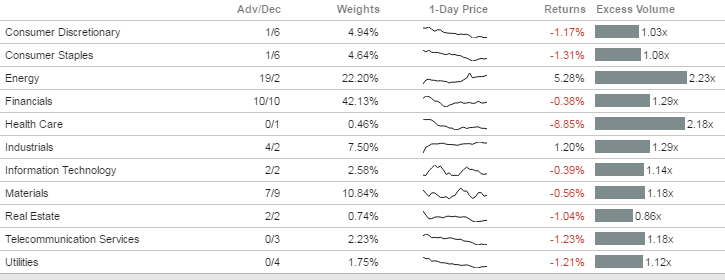 Adv/Dec Weights 1-Day Price Returns Excess Volume
Consumer Discretionary 1/6 4.94% -1.17% 1.03x
Consumer Staples 1/6 4.64% -1.31% 1.08x
Energy 19/2 22.20% 5.28% 2.23x
Financials 10/10 42.13% -0.38% 1.29x
Health Care 0/1 0.46% -8.85% 2.18x
Industrials 4/2 7.50% 1.20% 1.29x
Information Technology 2/2 2.58% -0.39% 1.14x
Materials 7/9 10.84% -0.56% 1.18x
Real Estate 2/2 0.74% -1.04% 0.86x
Telecommunication Services 0/3 2.23% -1.23% 1.18x
Utilities 0/4 1.75% -1.21% 1.12x